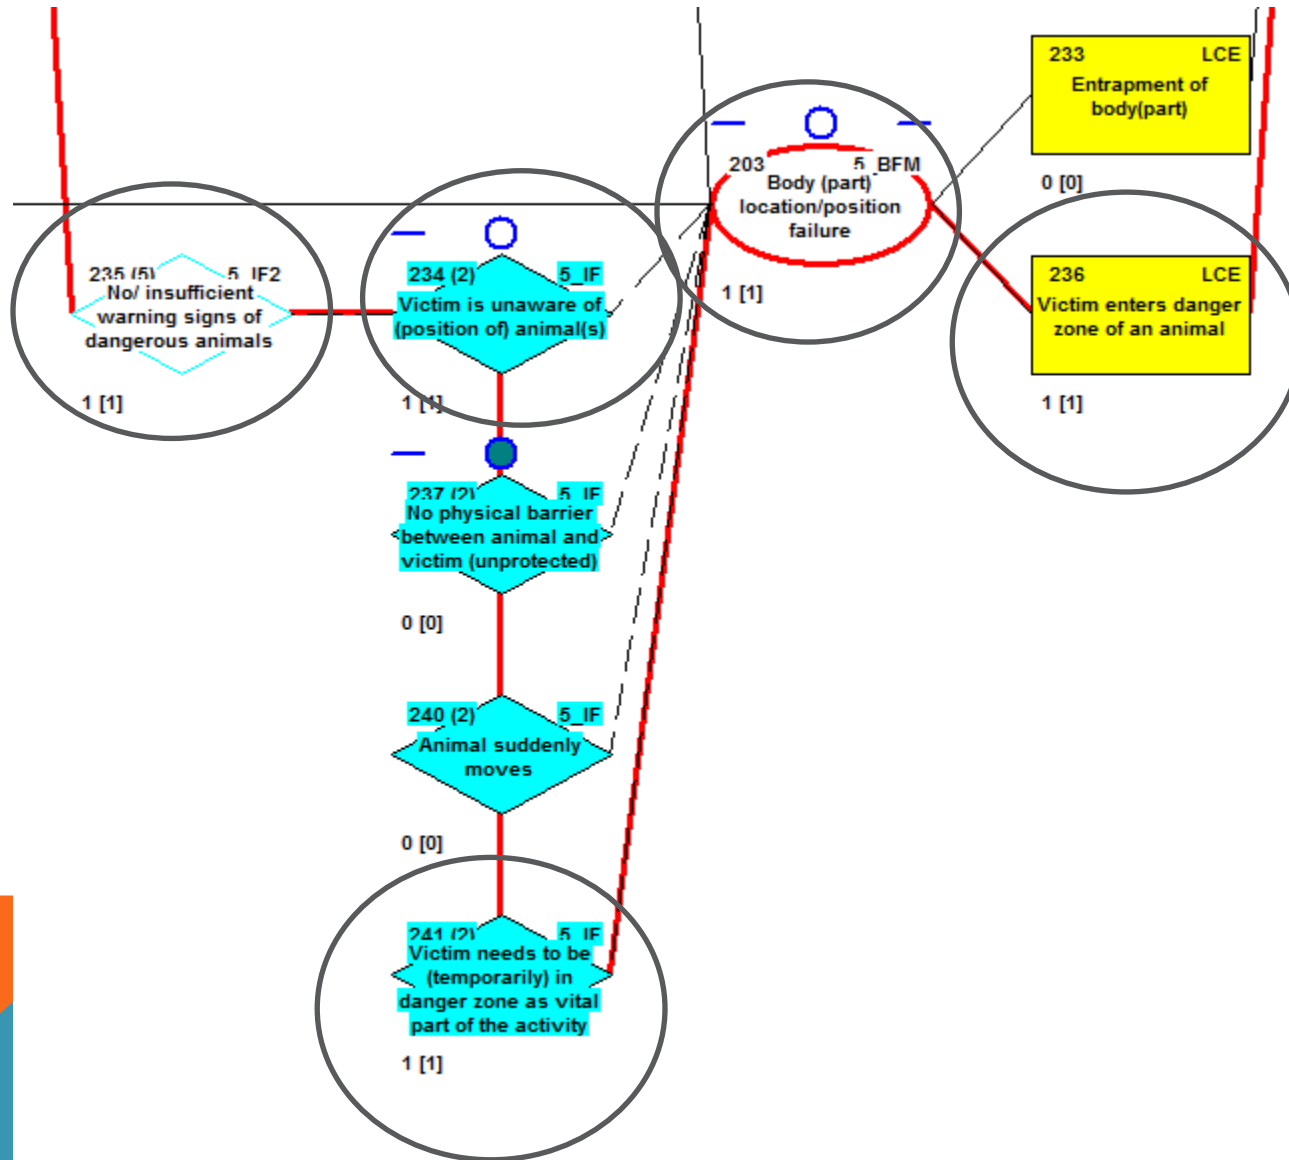 233 LCE
Entrapment of
body(part)
0 [0]
203 5_BFM
Body (part)
location/position
failure
1 [1]
235 (5) 5_IF2
No/ insufficient
warning signs of
dangerous animals
1 [1]
234 (2) 5_IF
Victim is unaware of
(position of) animal(s)
1 [1]
236 LCE
Victim enters danger
zone of an animal
1 [1]
237 (2) 5_IF
No physical barrier
between animal and
victim (unprotected)
0 [0]
240 (2) 5_IF
Animal suddenly
moves
0 [0]
241 (2) 5_IF
Victim needs to be
(temporarily) in
danger zone as vital
part of the activity
1 [1]